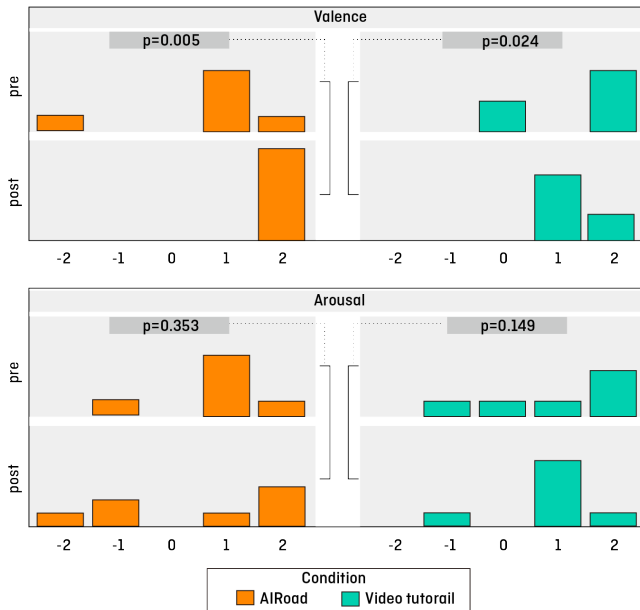 Valence
p=0.005 p=0.024
pre
post
-2 -1 0 1 2 -2 -1 0 1 2
Arousal
p=0.353 p=0.149
pre
post
-2 -1 0 1 2 -2 -1 0 1 2
Condition
AIRoad Video tutorail